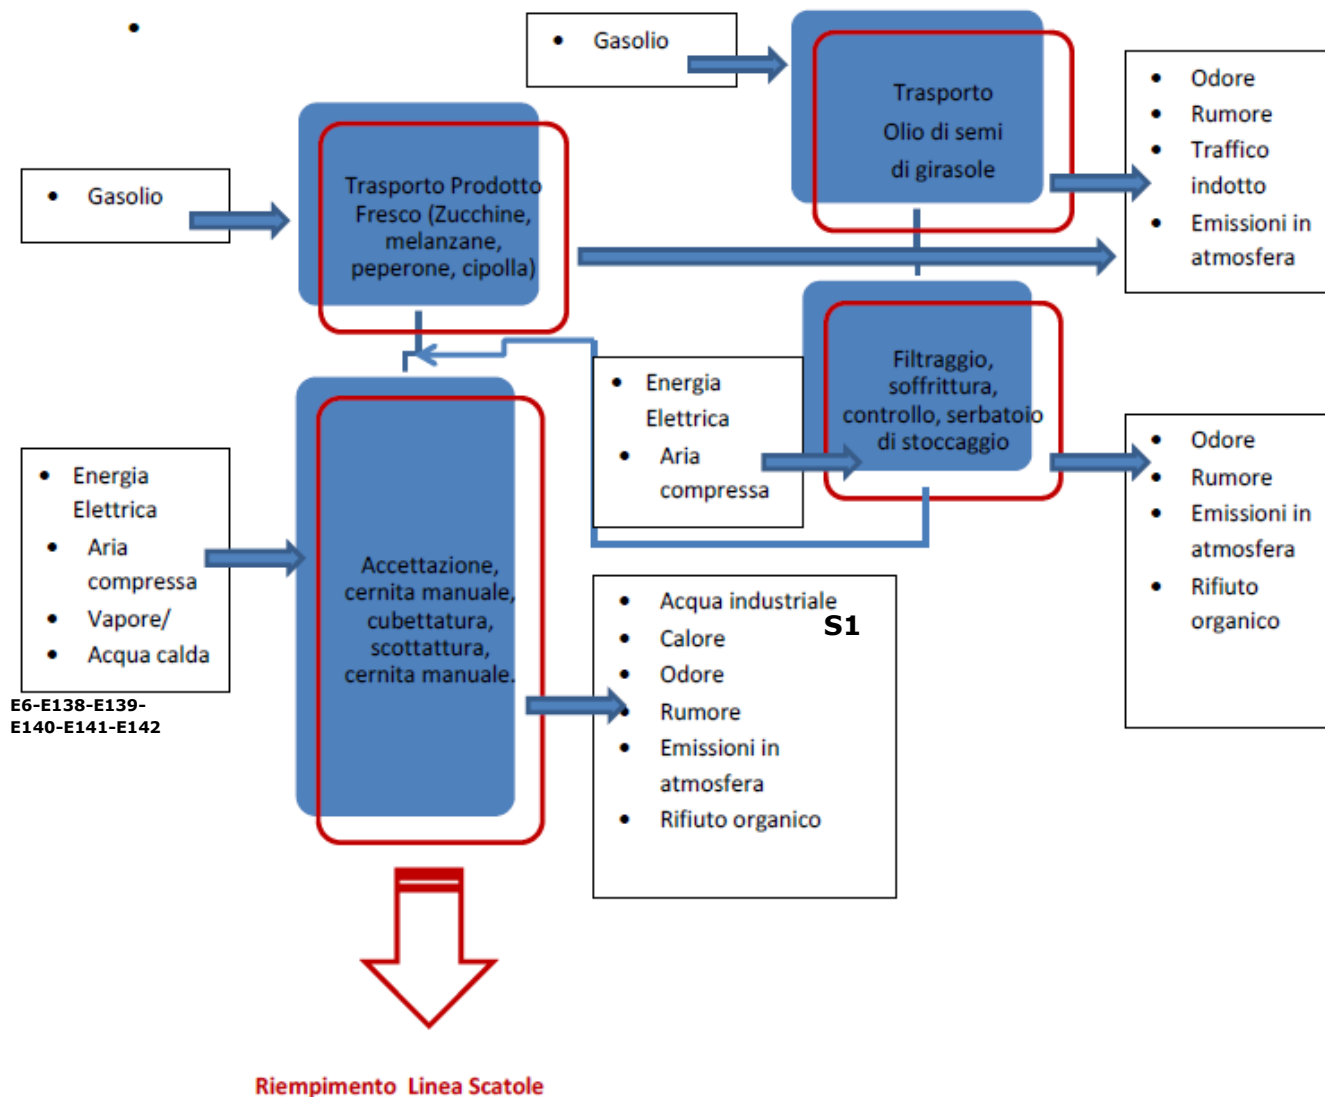 • Gasolio
Trasporto
Olio di semi
di girasole
• Odore
• Rumore
• Traffico
indotto
• Emissioni in
atmosfera
• Gasolio
Trasporto Prodotto
Fresco (Zucchine,
melanzane,
peperone, cipolla)
• Energia
Elettrica
• Aria
compressa
Filtraggio,
soffrittura,
controllo, serbatoio
di stoccaggio
• Odore
• Rumore
• Emissioni in
atmosfera
• Rifiuto
organico
• Energia
Elettrica
• Aria
compressa
• Vapore/
• Acqua calda
E6-E138-E139-
E140-E141-E142
Accettazione,
cernita manuale,
cubettatura,
scottattura,
cernita manuale.
• Acqua industriale
S1
• Calore
• Odore
• Rumore
• Emissioni in
atmosfera
• Rifiuto organico
Riempimento Linea Scatole